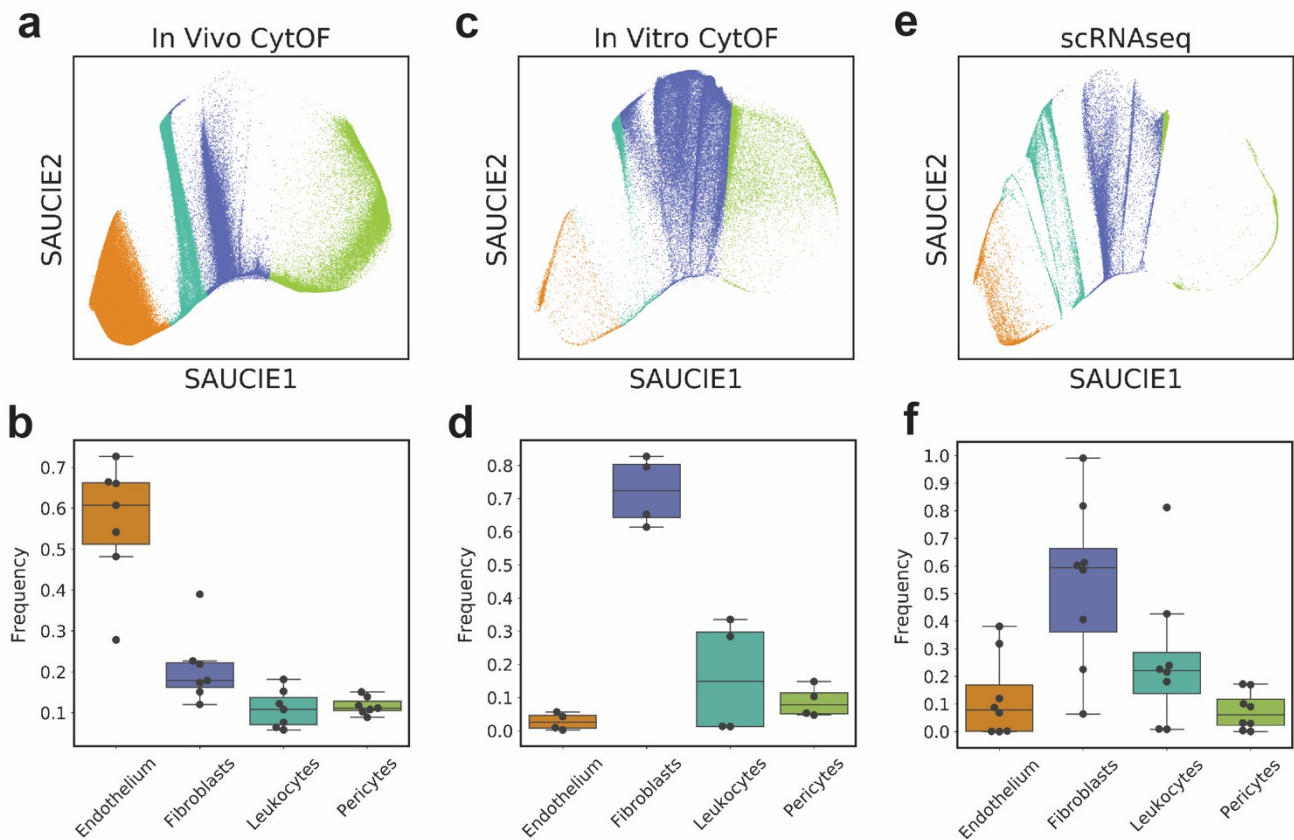 a
In Vivo CytOF
SAUCIE2
SAUCIE1
c
In Vitro CytOF
SAUCIE2
SAUCIE1
e
scRNAseq
SAUCIE2
SAUCIE1
b
Frequency
0.7
0.6
0.5
0.4
0.3
0.2
0.1
Endothelium
Fibroblasts
Leukocytes
Pericytes
d
Frequency
0.8
0.7
0.6
0.5
0.4
0.3
0.2
0.1
0.0
Endothelium
Fibroblasts
Leukocytes
Pericytes
f
Frequency
1.0
0.9
0.8
0.7
0.6
0.5
0.4
0.3
0.2
0.1
0.0
Endothelium
Fibroblasts
Leukocytes
Pericytes